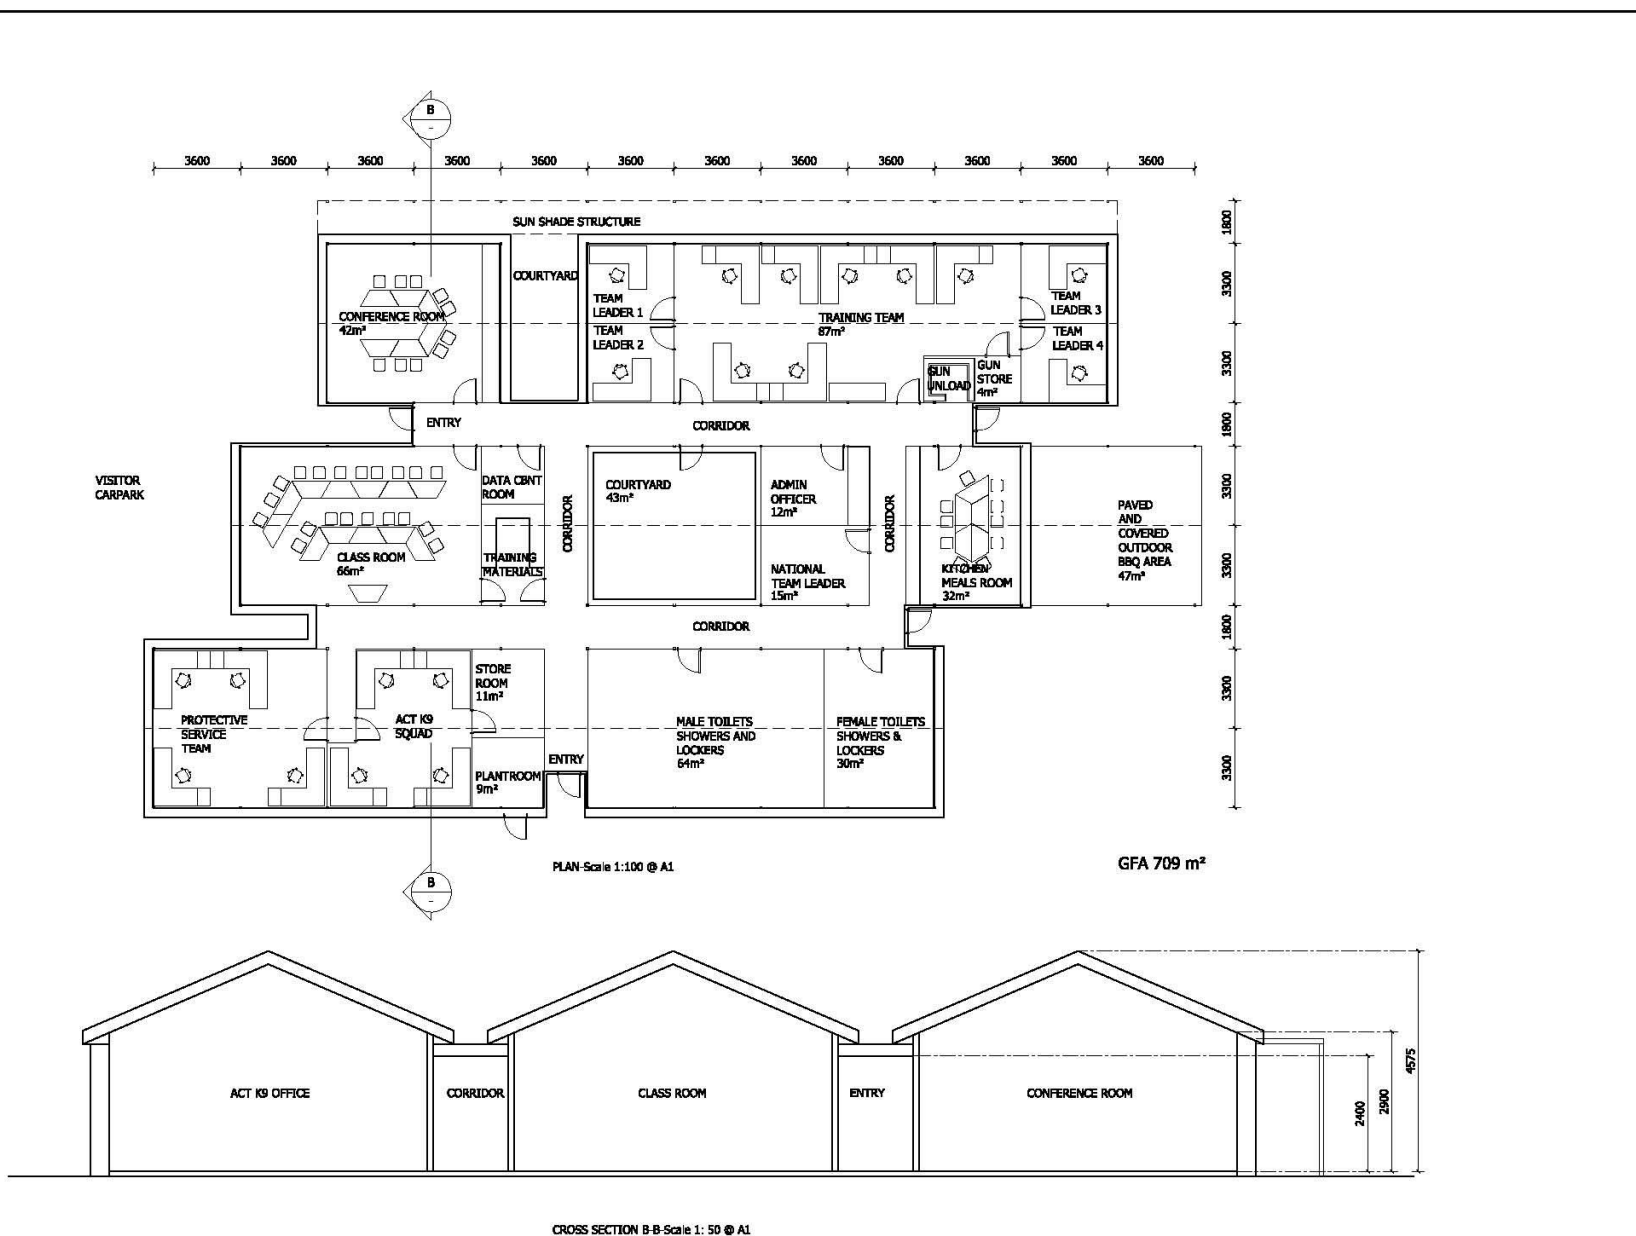 B
-
3600 3600 3600 3600 3600 3600 3600 3600 3600 3600 3600 3600
SUN SHADE STRUCTURE
1800
3300
3300
1800
3300
3300
1800
3300
3300
COURTYARD
CONFERENCE ROOM
42m²
TEAM
LEADER 1
TEAM
LEADER 2
TRAINING TEAM
87m²
TEAM
LEADER 3
TEAM
LEADER 4
GUN
UNLOAD
GUN
STORE
4m²
ENTRY
CORRIDOR
VISITOR
CARPARK
DATA CBNT
ROOM
CORRIDOR
COURTYARD
43m²
ADMIN
OFFICER
12m²
CORRIDOR
PAVED
AND
COVERED
OUTDOOR
BBQ AREA
47m²
CLASS ROOM
66m²
TRAINING
MATERIALS
NATIONAL
TEAM LEADER
15m²
KITCHEN
MEALS ROOM
32m²
CORRIDOR
PROTECTIVE
SERVICE
TEAM
ACT K9
SQUAD
STORE
ROOM
11m²
PLANTROOM
9m²
ENTRY
MALE TOILETS
SHOWERS AND
LOCKERS
64m²
FEMALE TOILETS
SHOWERS &
LOCKERS
30m²
PLAN-Scale 1:100 @ A1
GFA 709 m²
B
-
ACT K9 OFFICE
CORRIDOR
CLASS ROOM
ENTRY
CONFERENCE ROOM
2400
2900
4575
CROSS SECTION B-B-Scale 1: 50 @ A1